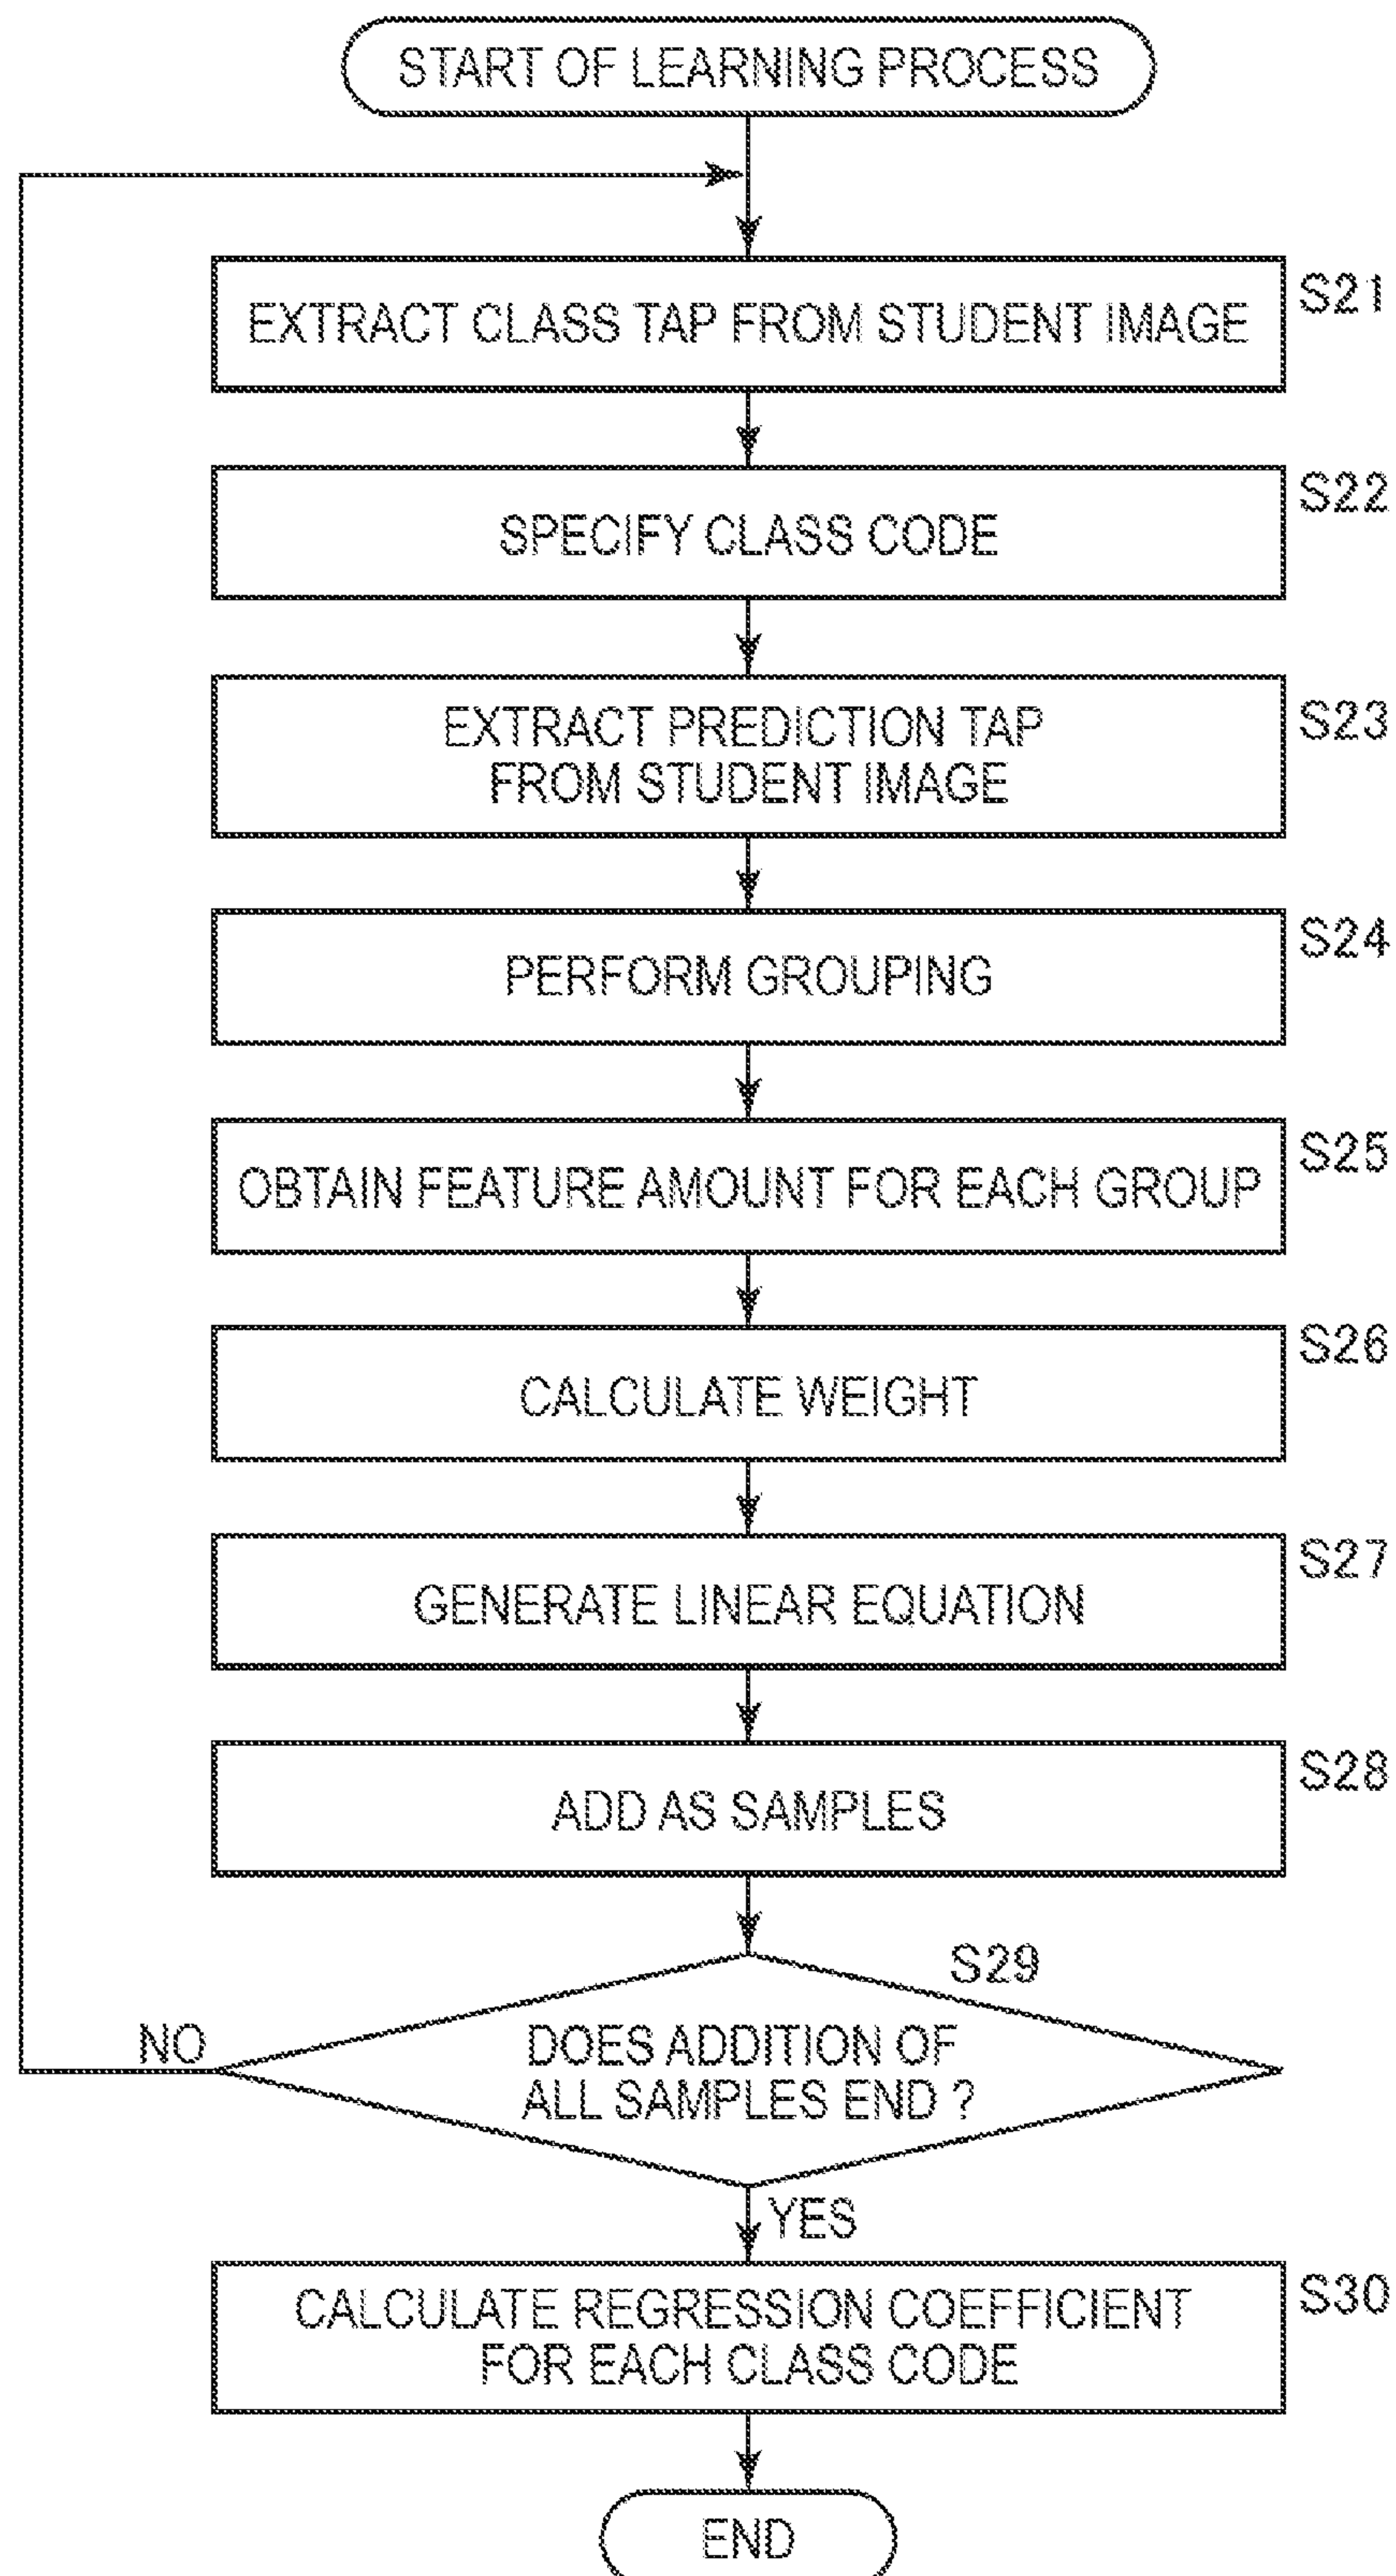 START OF LEARNING PROCESS
EXTRACT CLASS TAP FROM STUDENT IMAGE
S21
SPECIFY CLASS CODE
S22
EXTRACT PREDICTION TAP
FROM STUDENT IMAGE
S23
PERFORM GROUPING
S24
OBTAIN FEATURE AMOUNT FOR EACH GROUP
S25
CALCULATE WEIGHT
S26
GENERATE LINEAR EQUATION
S27
ADD AS SAMPLES
S28
S29
DOES ADDITION OF
ALL SAMPLES END ?
NO
YES
CALCULATE REGRESSION COEFFICIENT
FOR EACH CLASS CODE
S30
END